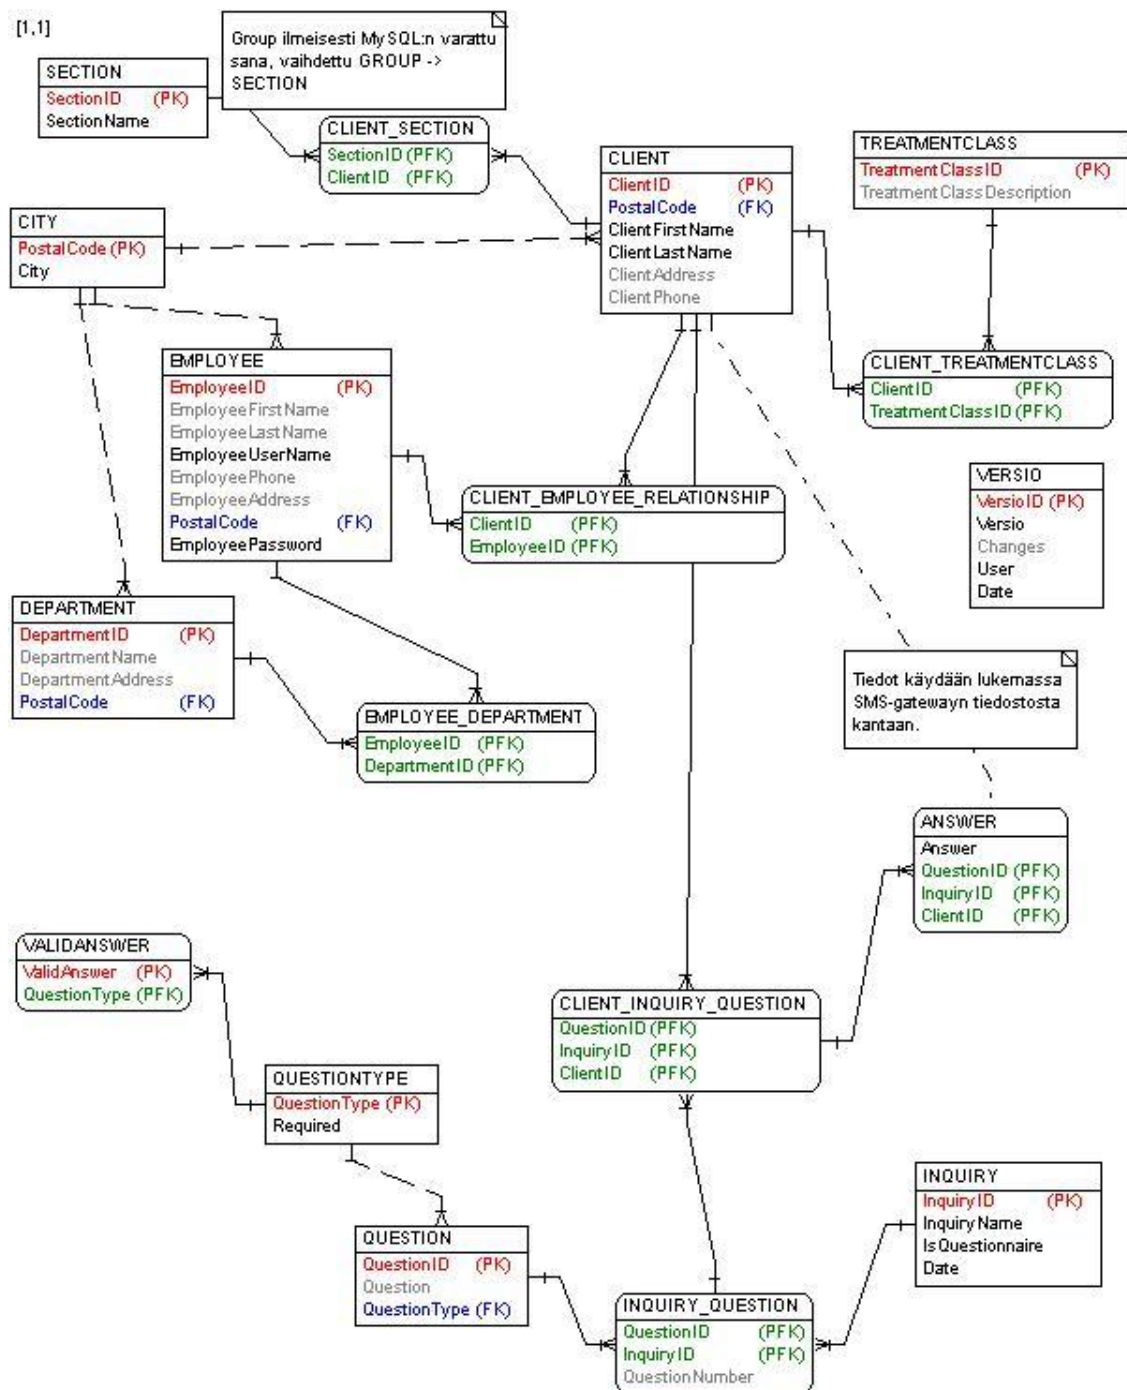 [1,1]
Group ilmeisesti MySQL:n varattu
sana, vaihdettu GROUP ->
SECTION
SECTION
SectionID (PK)
SectionName
CLIENT_SECTION
SectionID (PFK)
ClientID (PFK)
CLIENT
ClientID (PK)
PostalCode (FK)
ClientFirstName
ClientLastName
ClientAddress
ClientPhone
TREATMENTCLASS
TreatmentClassID (PK)
TreatmentClassDescription
CITY
PostalCode (PK)
City
EMPLOYEE
EmployeeID (PK)
EmployeeFirstName
EmployeeLastName
EmployeeUserName
EmployeePhone
EmployeeAddress
PostalCode (FK)
EmployeePassword
CLIENT_TREATMENTCLASS
ClientID (PFK)
TreatmentClassID (PFK)
CLIENT_EMPLOYEE_RELATIONSHIP
ClientID (PFK)
EmployeeID (PFK)
VERSIO
VersioID (PK)
Versio
Changes
User
Date
DEPARTMENT
DepartmentID (PK)
DepartmentName
DepartmentAddress
PostalCode (FK)
Tiedot käydään lukemassa
SMS-gatewayn tiedostosta
kantaan.
EMPLOYEE_DEPARTMENT
EmployeeID (PFK)
DepartmentID (PFK)
ANSWER
Answer
QuestionID (PFK)
InquiryID (PFK)
ClientID (PFK)
VALIDANSWER
ValidAnswer (PK)
QuestionType (PFK)
CLIENT_INQUIRY_QUESTION
QuestionID (PFK)
InquiryID (PFK)
ClientID (PFK)
QUESTIONTYPE
QuestionType (PK)
Required
INQUIRY
InquiryID (PK)
InquiryName
IsQuestionnaire
Date
QUESTION
QuestionID (PK)
Question
QuestionType (FK)
INQUIRY_QUESTION
QuestionID (PFK)
InquiryID (PFK)
QuestionNumber